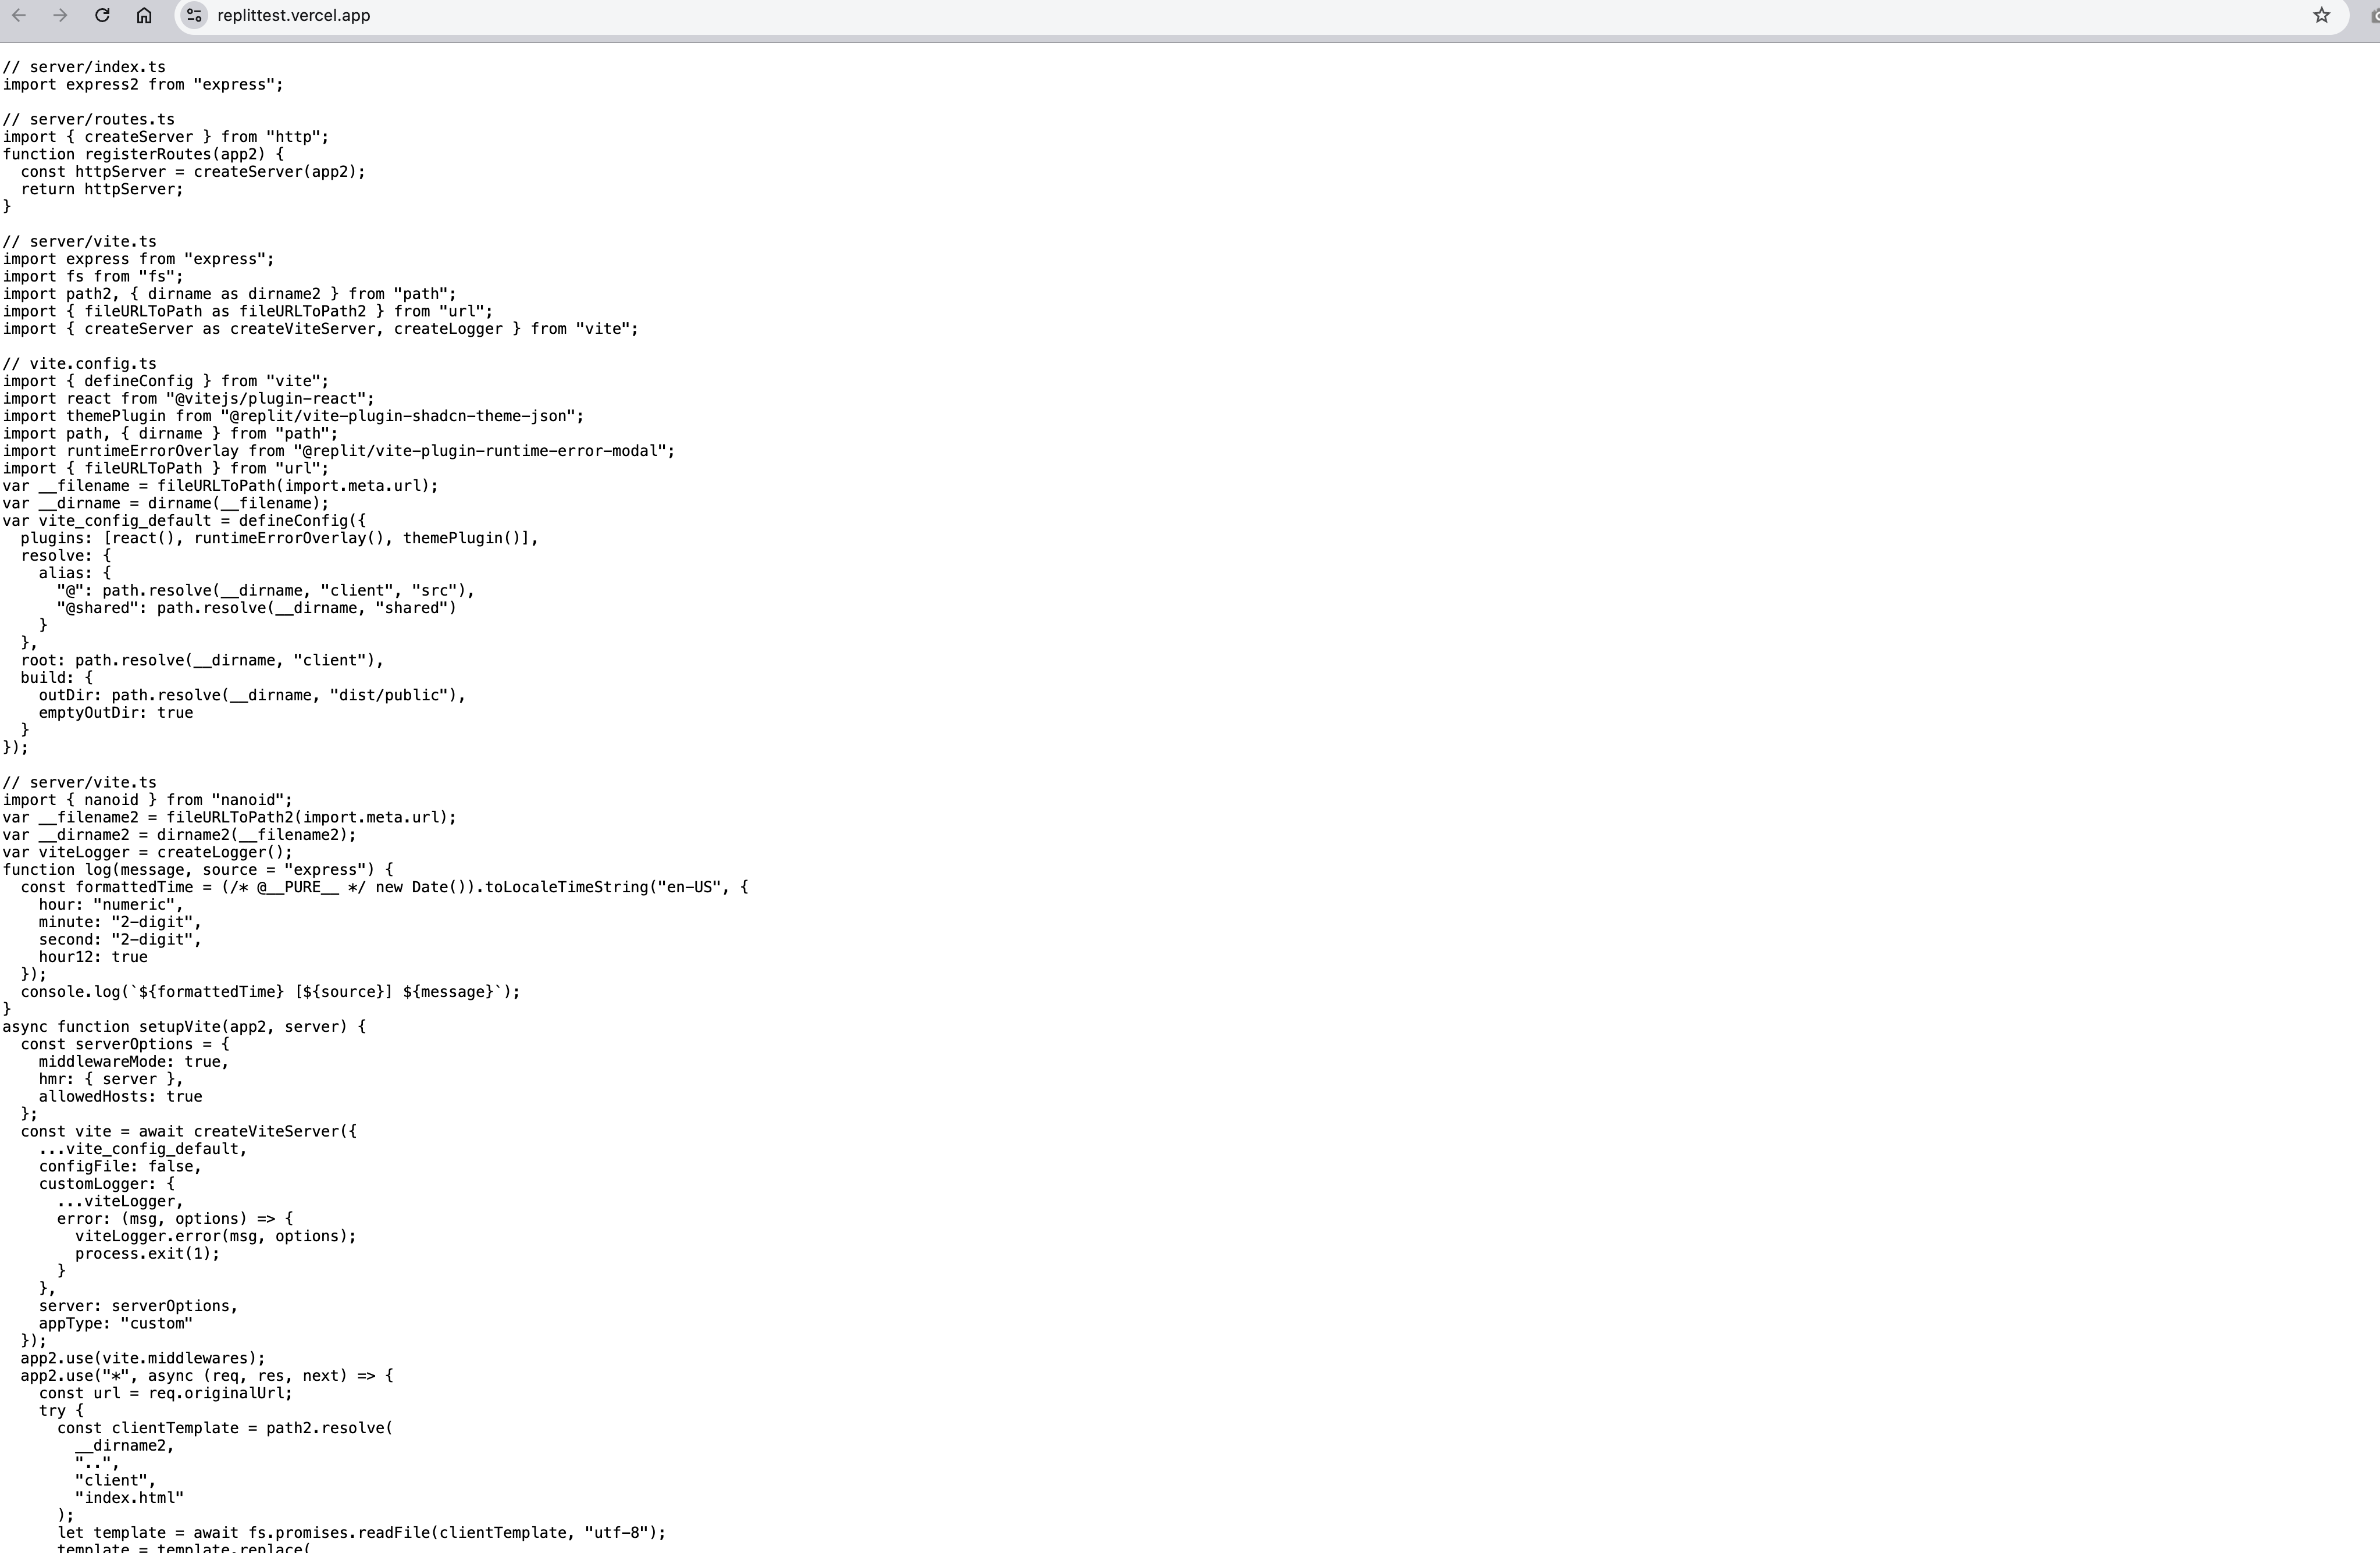 replittest.vercel.app
// server/index.ts
import express2 from "express";
// server/routes.ts
import { createServer } from "http";
function registerRoutes(app2) {
  const httpServer = createServer(app2);
  return httpServer;
}
// server/vite.ts
import express from "express";
import fs from "fs";
import path2, { dirname as dirname2 } from "path";
import { fileURLToPath as fileURLToPath2 } from "url";
import { createServer as createViteServer, createLogger } from "vite";
// vite.config.ts
import { defineConfig } from "vite";
import react from "@vitejs/plugin-react";
import themePlugin from "@replit/vite-plugin-shadcn-theme-json";
import path, { dirname } from "path";
import runtimeErrorOverlay from "@replit/vite-plugin-runtime-error-modal";
import { fileURLToPath } from "url";
var __filename = fileURLToPath(import.meta.url);
var __dirname = dirname(__filename);
var vite_config_default = defineConfig({
  plugins: [react(), runtimeErrorOverlay(), themePlugin()],
  resolve: {
    alias: {
      "@": path.resolve(__dirname, "client", "src"),
      "@shared": path.resolve(__dirname, "shared")
    }
  },
  root: path.resolve(__dirname, "client"),
  build: {
    outDir: path.resolve(__dirname, "dist/public"),
    emptyOutDir: true
  }
});
// server/vite.ts
import { nanoid } from "nanoid";
var __filename2 = fileURLToPath2(import.meta.url);
var __dirname2 = dirname2(__filename2);
var viteLogger = createLogger();
function log(message, source = "express") {
  const formattedTime = (/* @__PURE__ */ new Date()).toLocaleTimeString("en-US", {
    hour: "numeric",
    minute: "2-digit",
    second: "2-digit",
    hour12: true
  });
  console.log(`${formattedTime} [${source}] ${message}`);
}
async function setupVite(app2, server) {
  const serverOptions = {
    middlewareMode: true,
    hmr: { server },
    allowedHosts: true
  };
  const vite = await createViteServer({
    ...vite_config_default,
    configFile: false,
    customLogger: {
      ...viteLogger,
      error: (msg, options) => {
        viteLogger.error(msg, options);
        process.exit(1);
      }
    },
    server: serverOptions,
    appType: "custom"
  });
  app2.use(vite.middlewares);
  app2.use("*", async (req, res, next) => {
    const url = req.originalUrl;
    try {
      const clientTemplate = path2.resolve(
        __dirname2,
        "..",
        "client",
        "index.html"
      );
      let template = await fs.promises.readFile(clientTemplate, "utf-8");
      template = template.replace(